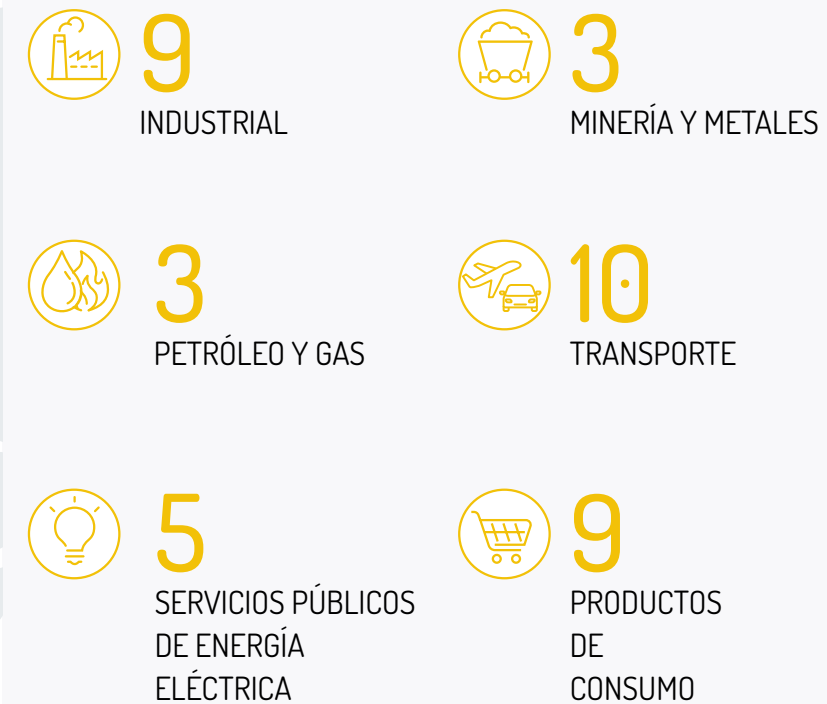 9
INDUSTRIAL
3
MINERÍA Y METALES
3
PETRÓLEO Y GAS
10
TRANSPORTE
5
SERVICIOS PÚBLICOS
DE ENERGÍA
ELÉCTRICA
9
PRODUCTOS
DE
CONSUMO